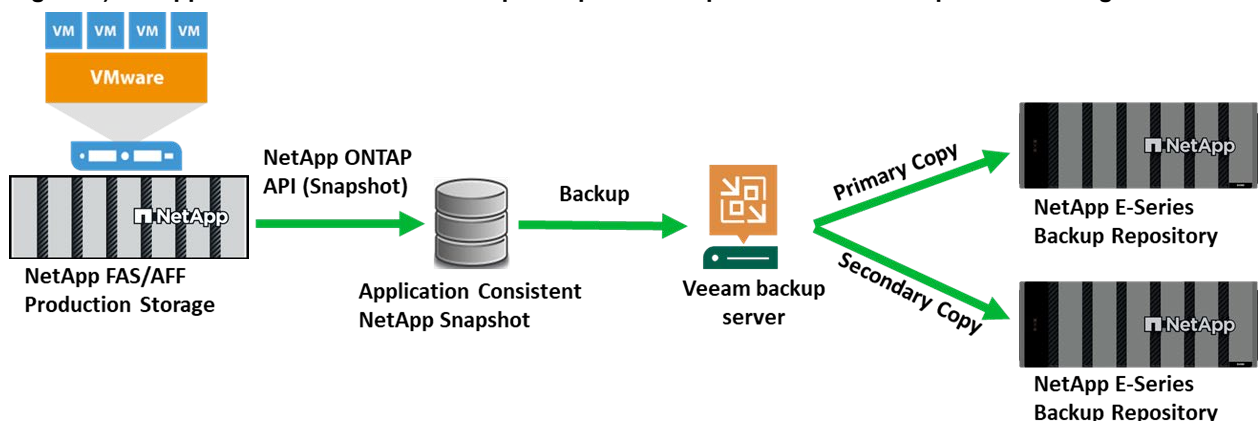 VM VM VM VM
VMware
NetApp
NetApp FAS/AFF
Production Storage
NetApp ONTAP
API (Snapshot)
Application Consistent
NetApp Snapshot
Backup
Veeam backup
server
Primary Copy
Secondary Copy
NetApp
NetApp E-Series
Backup Repository
NetApp
NetApp E-Series
Backup Repository